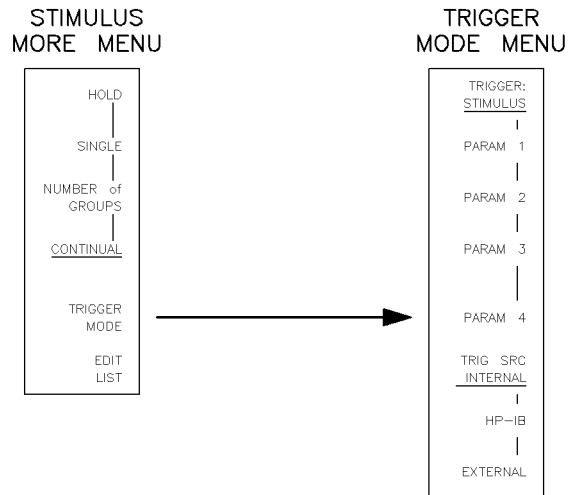 STIMULUS
MORE MENU
HOLD
SINGLE
NUMBER of
GROUPS
CONTINUAL
TRIGGER
MODE
EDIT
LIST
TRIGGER
MODE MENU
TRIGGER:
STIMULUS
PARAM 1
PARAM 2
PARAM 3
PARAM 4
TRIG SRC
INTERNAL
HP-IB
EXTERNAL